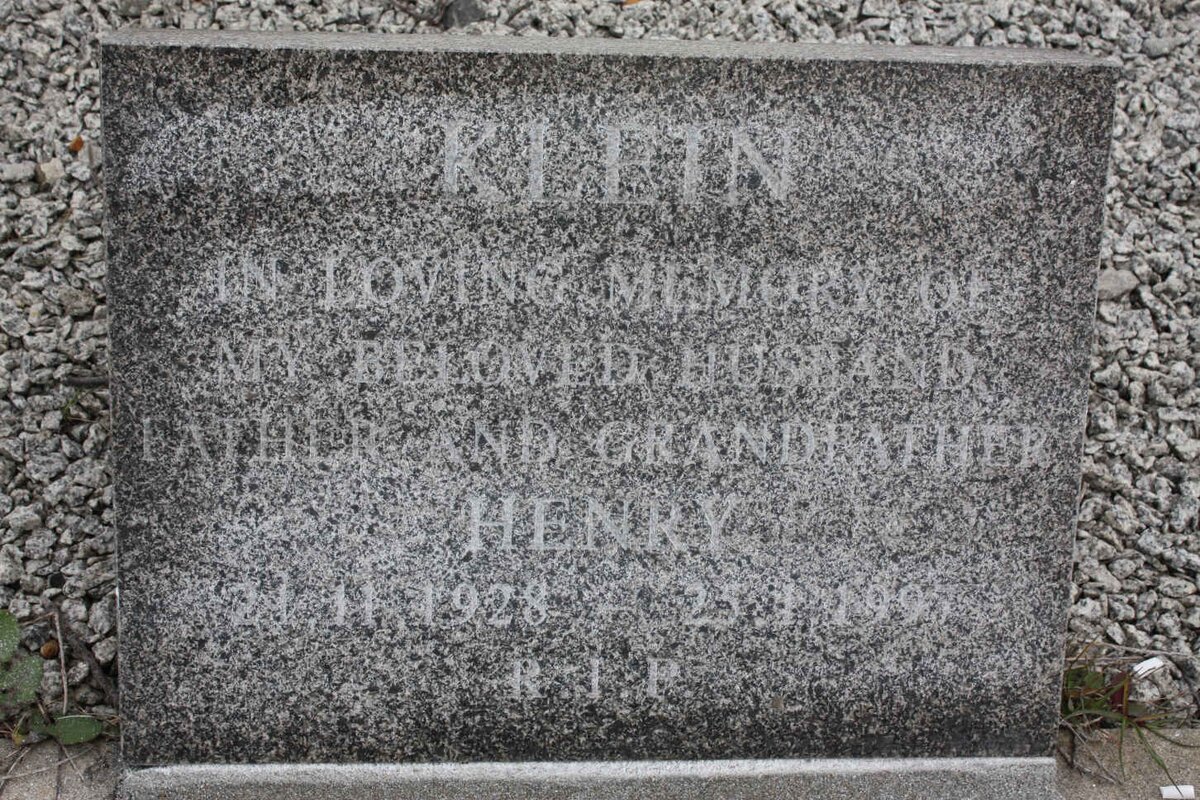 KLEIN
IN LOVING MEMORY OF
MY BELOVED HUSBAND
FATHER AND GRANDFATHER
HENRY
21.11.1928 -
R.I.P